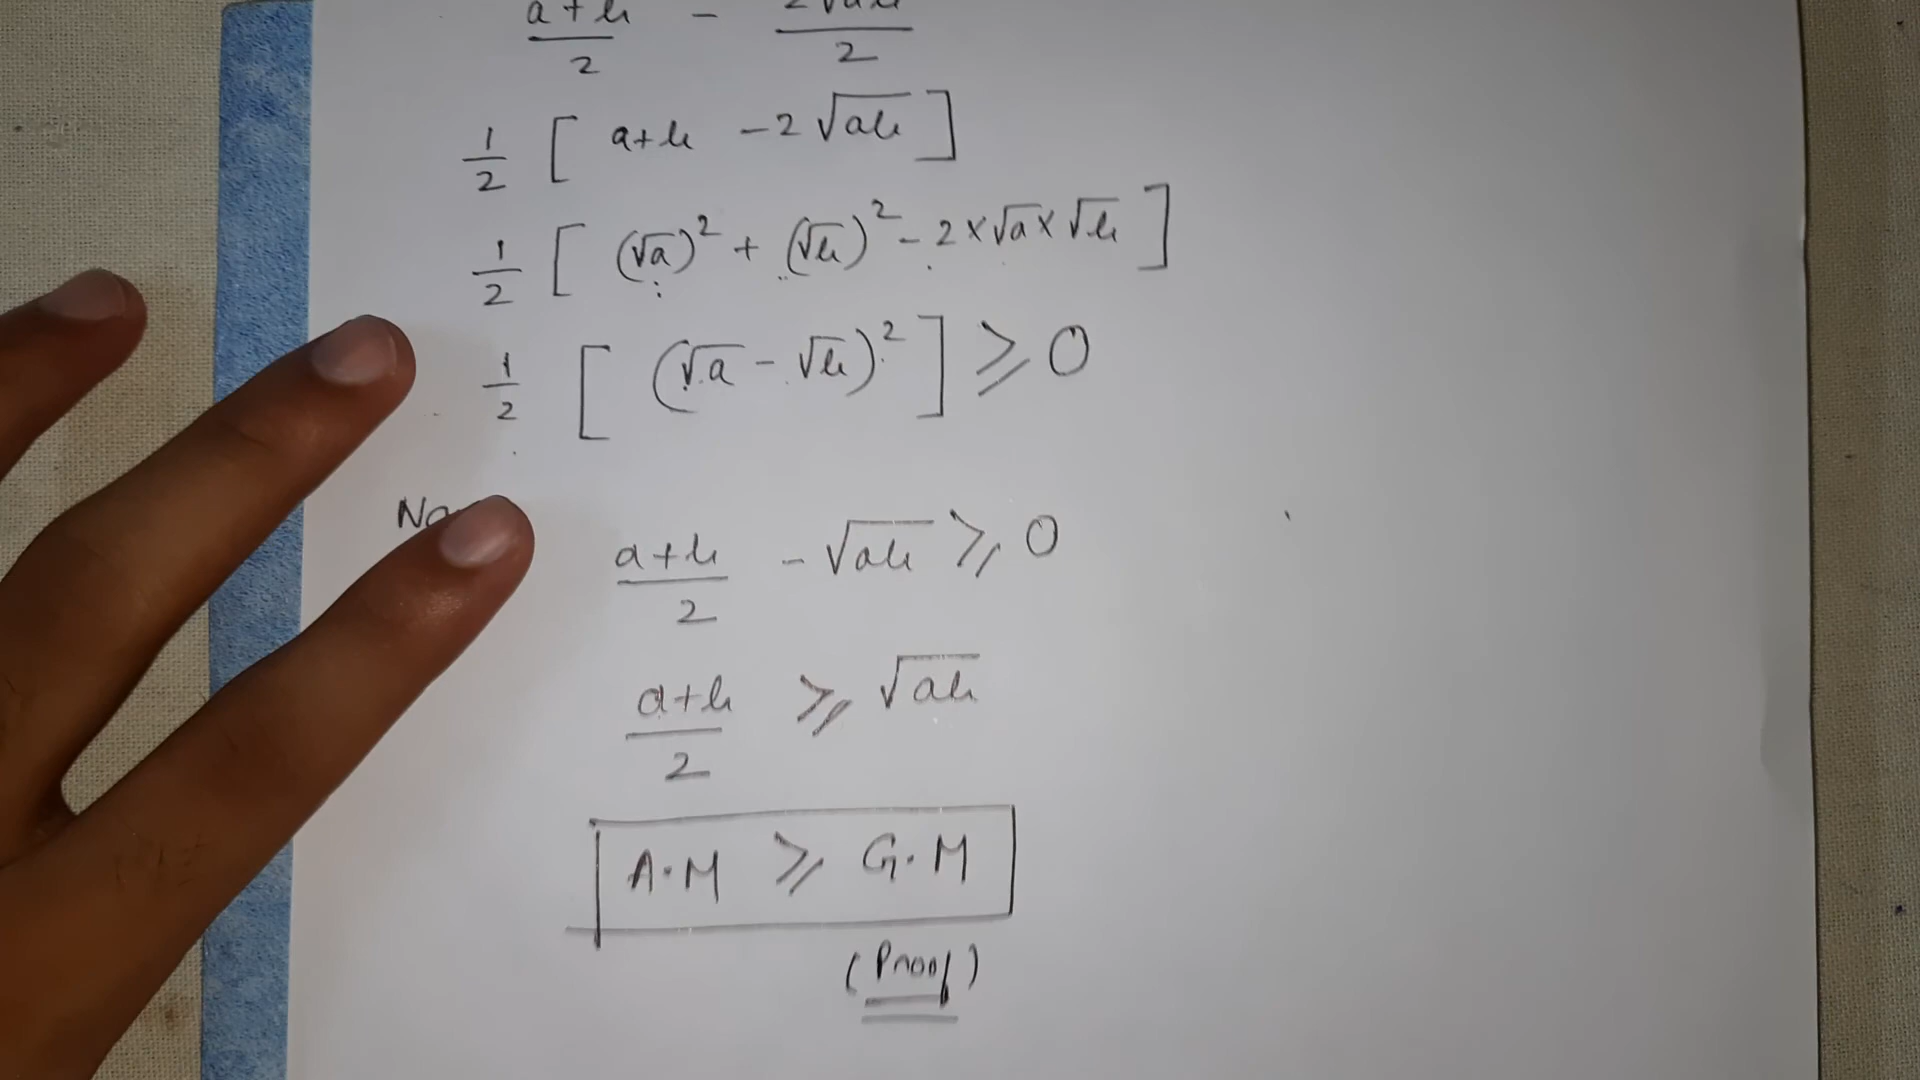 a+b/2 - 2√ab/2
1/2 [ a+b - 2√ab ]
1/2 [ (√a)² + (√b)² - 2×√a×√b ]
1/2 [ (√a - √b)² ] ≥ 0
a+b/2 - √ab ≥ 0
a+b/2 ≥ √ab
A.M ≥ G.M
(Proof)